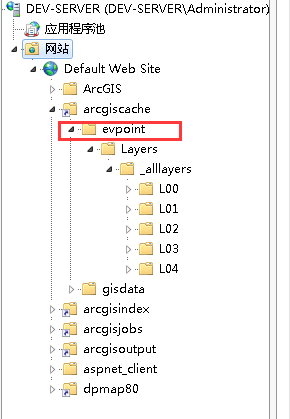 DEV-SERVER (DEV-SERVER\Administrator)
应用程序池
网站
Default Web Site
ArcGIS
arcgiscache
evpoint
Layers
_alllayers
L00
L01
L02
L03
L04
gisdata
arcgisindex
arcgisjobs
arcgisoutput
aspnet_client
dpmap80